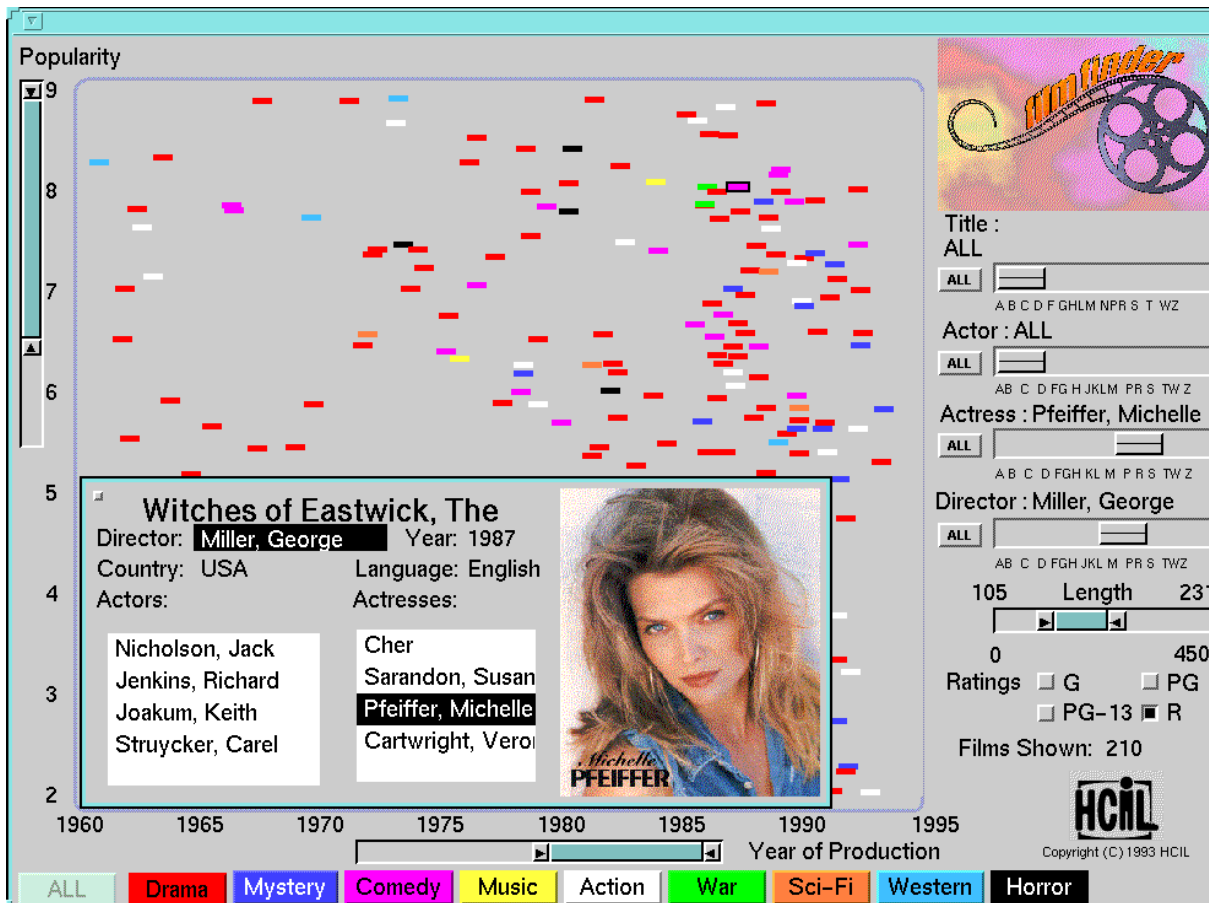 Popularity
filmfinder
9
8
7
6
5
4
3
2
1960 1965 1970 1975 1980 1985 1990 1995
Year of Production
Title :
ALL
ALL
A B C D F GHLM NPR S T WZ
Actor : ALL
ALL
AB C D FG H JKLM PR S TW Z
Actress : Pfeiffer, Michelle
ALL
AB C D FGH KL M P R S TW Z
Director : Miller, George
ALL
AB C D FGH JKL M PR S TWZ
105 Length 231
0 450
Ratings G PG
PG-13 R
Films Shown: 210
HCIL
Copyright (C) 1993 HCIL
Witches of Eastwick, The
Director: Miller, George Year: 1987
Country: USA Language: English
Actors: Actresses:
Nicholson, Jack
Jenkins, Richard
Joakum, Keith
Struycker, Carel
Cher
Sarandon, Susan
Pfeiffer, Michelle
Cartwright, Vero
Michelle
PFEIFFER
ALL Drama Mystery Comedy Music Action War Sci-Fi Western Horror